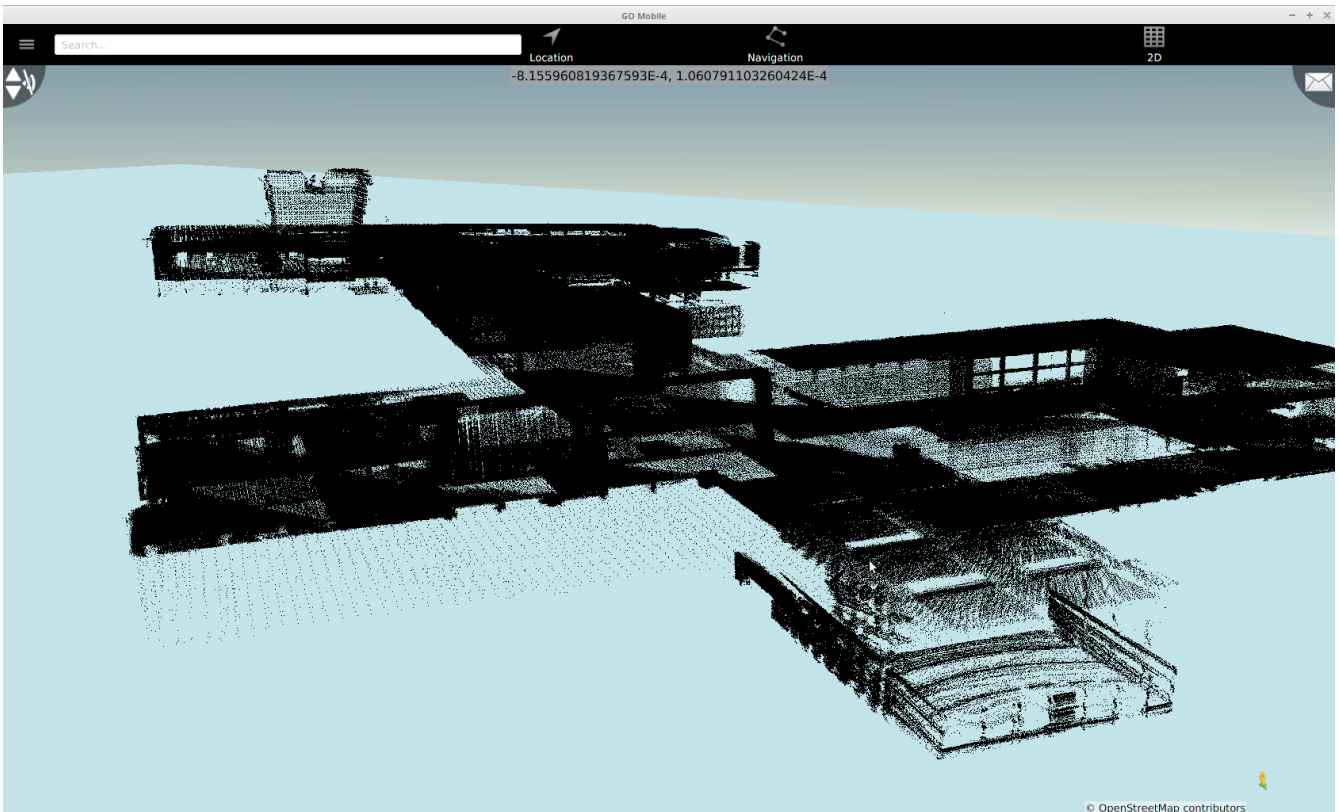 GO Mobile
Search...
Location
Navigation
2D
-8.155960819367593E-4, 1.060791103260424E-4
© OpenStreetMap contributors